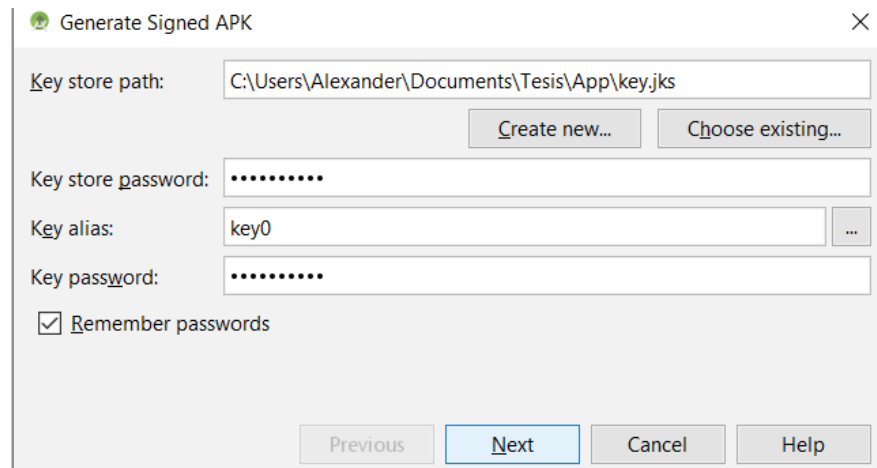 Generate Signed APK
Key store path: C:\Users\Alexander\Documents\Tesis\App\key.jks
Create new... Choose existing...
Key store password: ••••••••••
Key alias: key0 ...
Key password: ••••••••••
Remember passwords
Previous Next Cancel Help